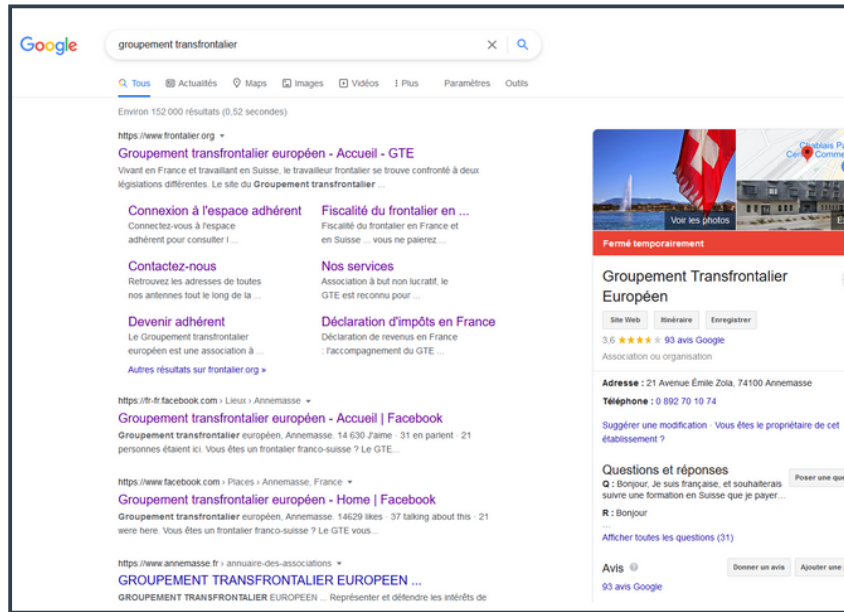 Google
groupement transfrontalier
Tous Actualités Maps Images Vidéos Plus Paramètres Outils
Environ 152 000 résultats (0,52 secondes)
https://www.frontalier.org
Groupement transfrontalier européen - Accueil - GTE
Vivant en France et travaillant en Suisse, le travailleur frontalier se trouve confronté à deux
législations différentes. Le site du Groupement transfrontalier ...
Connexion à l'espace adhérent
Connectez-vous à l'espace
adhérent pour consulter l ...
Fiscalité du frontalier en ...
Fiscalité du frontalier en France et
en Suisse ... vous ne paierez ...
Contactez-nous
Retrouvez les adresses de toutes
nos antennes tout le long de la ...
Nos services
Association à but non lucratif, le
GTE est reconnu pour ...
Devenir adhérent
Le Groupement transfrontalier
européen est une association à ...
Déclaration d'impôts en France
Déclaration de revenus en France
: l'accompagnement du GTE ...
Autres résultats sur frontalier.org »
https://fr-fr.facebook.com › Lieux › Annemasse
Groupement transfrontalier européen - Accueil | Facebook
Groupement transfrontalier européen, Annemasse. 14 630 J'aime · 31 en parlent · 21
personnes étaient ici. Vous êtes un frontalier franco-suisse ? Le GTE...
https://www.facebook.com › Places › Annemasse, France
Groupement transfrontalier européen - Home | Facebook
Groupement transfrontalier européen, Annemasse. 14629 likes · 37 talking about this · 21
were here. Vous êtes un frontalier franco-suisse ? Le GTE vous...
https://www.annemasse.fr › annuaire-des-associations
GROUPEMENT TRANSFRONTALIER EUROPEEN ...
GROUPEMENT TRANSFRONTALIER EUROPEEN ... Représenter et défendre les intérêts de
Chablais
Voir les photos
Fermé temporairement
Groupement Transfrontalier
Européen
Site Web Itinéraire Enregistrer
3,6 93 avis Google
Association ou organisation
Adresse : 21 Avenue Émile Zola, 74100 Annemasse
Téléphone : 0 892 70 10 74
Suggérer une modification · Vous êtes le propriétaire de cet
établissement ?
Questions et réponses
Poser une
Q : Bonjour, Je suis française, et souhaiterais
suivre une formation en Suisse que je payer...
R : Bonjour
...
Afficher toutes les questions (31)
Avis
Donner un avis Ajouter une
93 avis Google